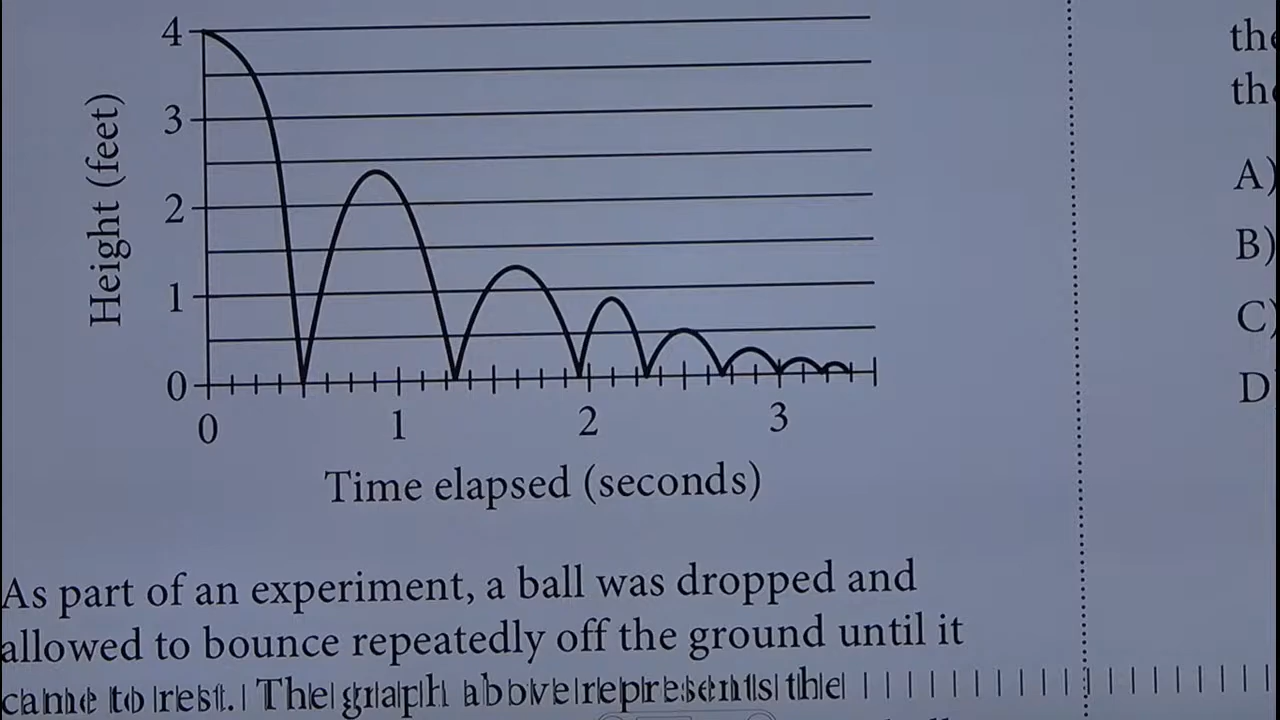 4
3
2
1
0
Height (feet)
0 1 2 3
Time elapsed (seconds)
As part of an experiment, a ball was dropped and
allowed to bounce repeatedly off the ground until it
came to rest. The graph above represents the
the
the
A)
B)
C)
D